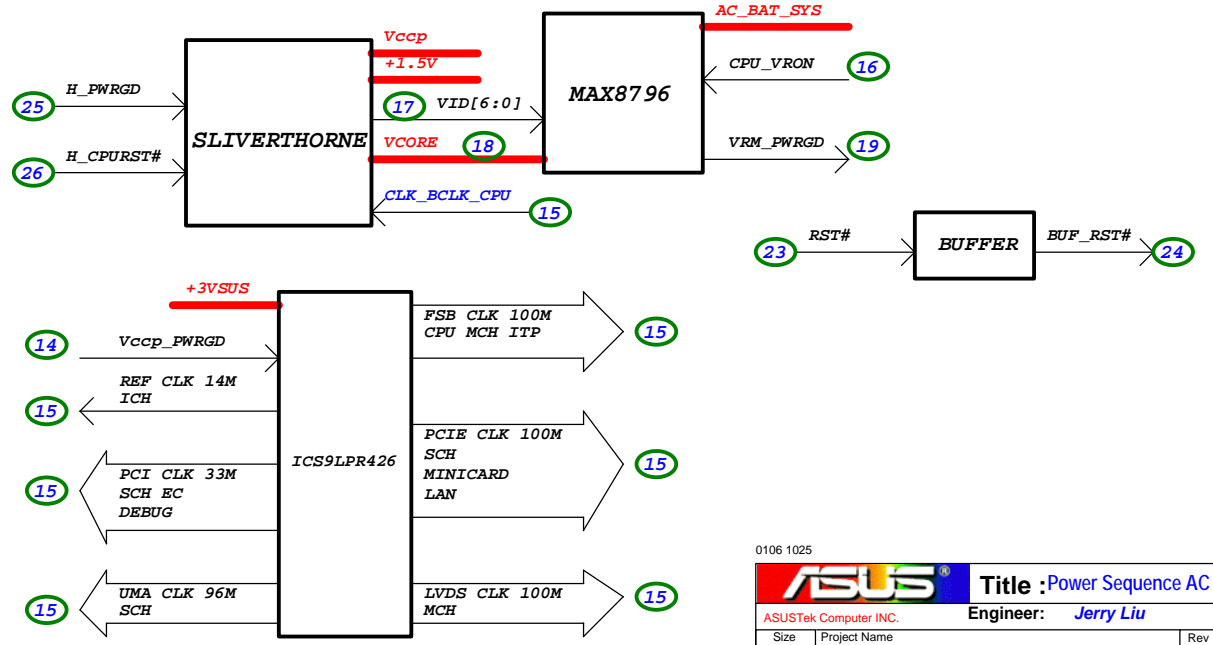 AC_BAT_SYS
Vccp
+1.5V
CPU_VRON
16
H_PWRGD
25
17
VID[6:0]
MAX8796
SLIVERTHORNE
VCORE
18
VRM_PWRGD
19
H_CPURST#
26
CLK_BCLK_CPU
15
RST#
23
BUFFER
BUF_RST#
24
+3VSUS
14
Vccp_PWRGD
FSB CLK 100M
CPU MCH ITP
15
REF CLK 14M
ICH
15
ICS9LPR426
PCIE CLK 100M
SCH
MINICARD
LAN
15
PCI CLK 33M
SCH EC
DEBUG
15
UMA CLK 96M
SCH
15
LVDS CLK 100M
MCH
15
0106 1025
ASUS®
Title : Power Sequence AC
ASUSTek Computer INC.
Engineer: Jerry Liu
Size
Project Name
Rev